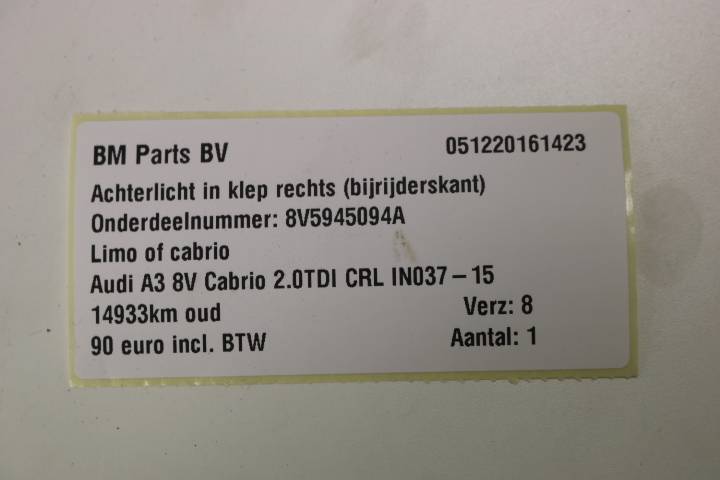 BM Parts BV 051220161423
Achterlicht in klep rechts (bijrijderskant)
Onderdeelnummer: 8V5945094A
Limo of cabrio
Audi A3 8V Cabrio 2.0TDI CRL IN037 – 15
14933km oud Verz: 8
90 euro incl. BTW Aantal: 1